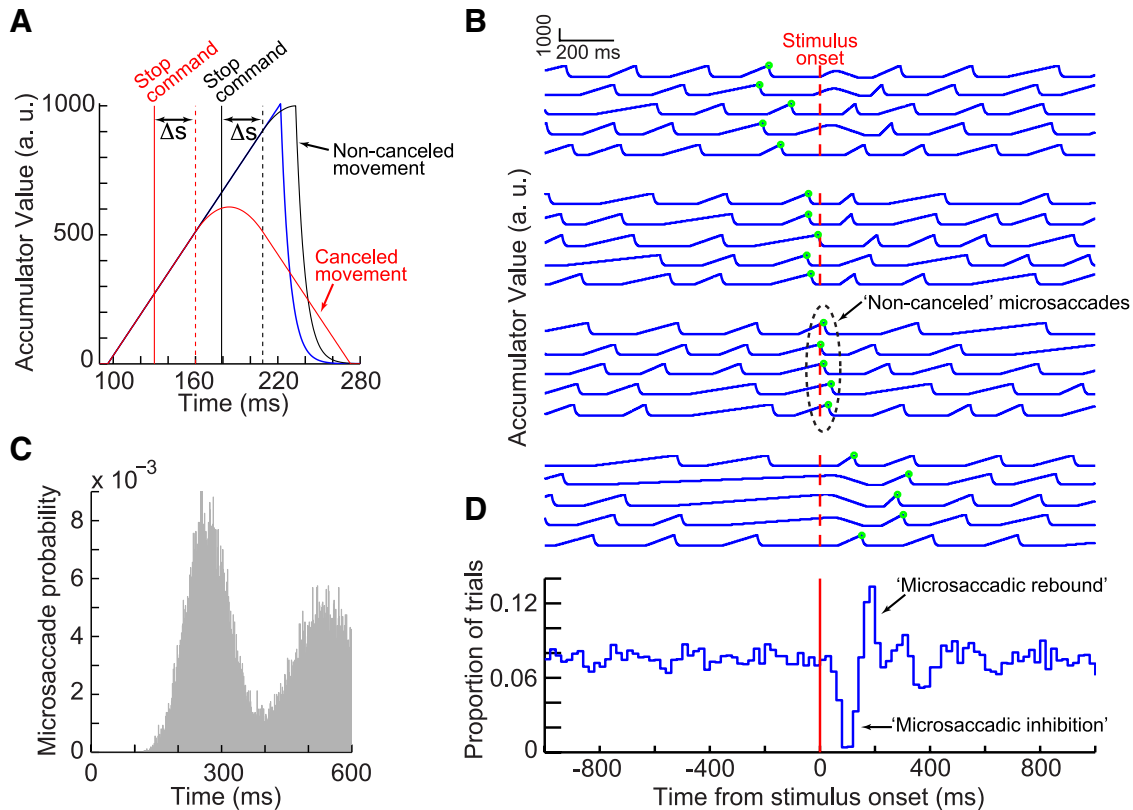 A
Stop
command
Stop
command
Δs
Δs
1000
500
0
Accumulator Value (a. u.)
Non-canceled
movement
Canceled
movement
100
160
220
280
Time (ms)
B
1000
200 ms
Stimulus
onset
Accumulator Value (a. u.)
'Non-canceled' microsaccades
C
x 10⁻³
8
6
4
2
0
Microsaccade probability
0
300
600
Time (ms)
D
Proportion of trials
0.12
0.06
0
'Microsaccadic rebound'
'Microsaccadic inhibition'
-800
-400
0
400
800
Time from stimulus onset (ms)